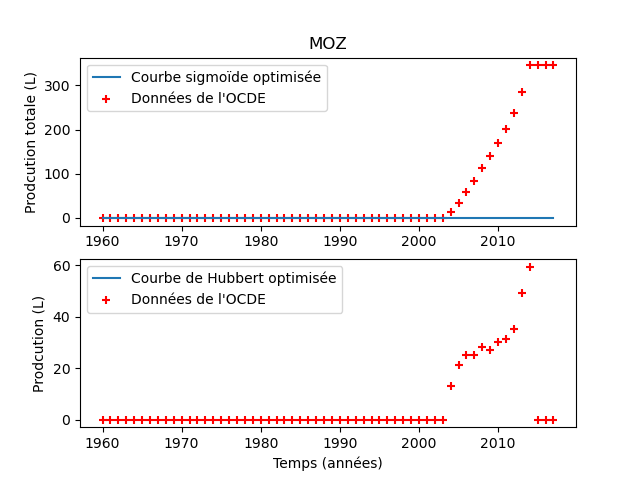 MOZ
Prodcution totale (L)
300
200
100
0
Courbe sigmoïde optimisée
Données de l'OCDE
1960 1970 1980 1990 2000 2010
Prodcution (L)
60
40
20
0
Courbe de Hubbert optimisée
Données de l'OCDE
1960 1970 1980 1990 2000 2010
Temps (années)